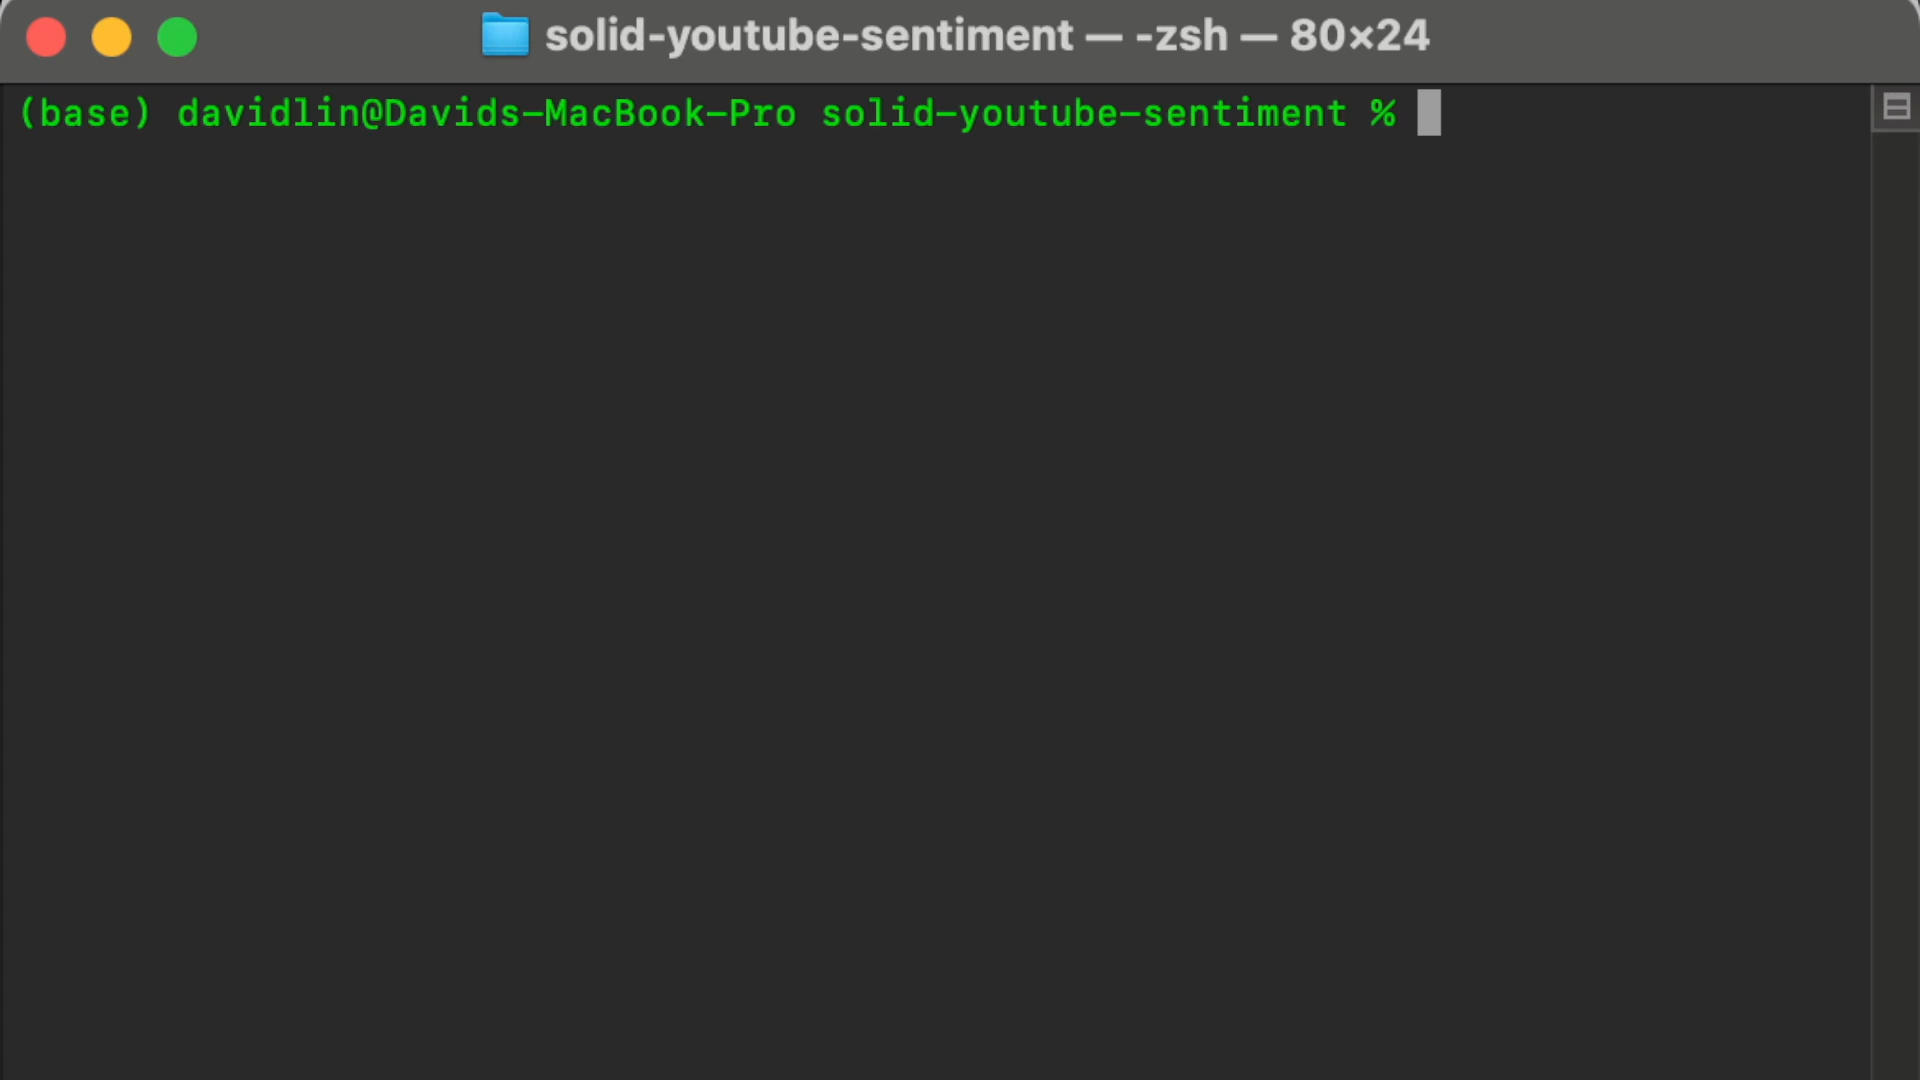 solid-youtube-sentiment — -zsh — 80×24
(base) davidlin@Davids-MacBook-Pro solid-youtube-sentiment %